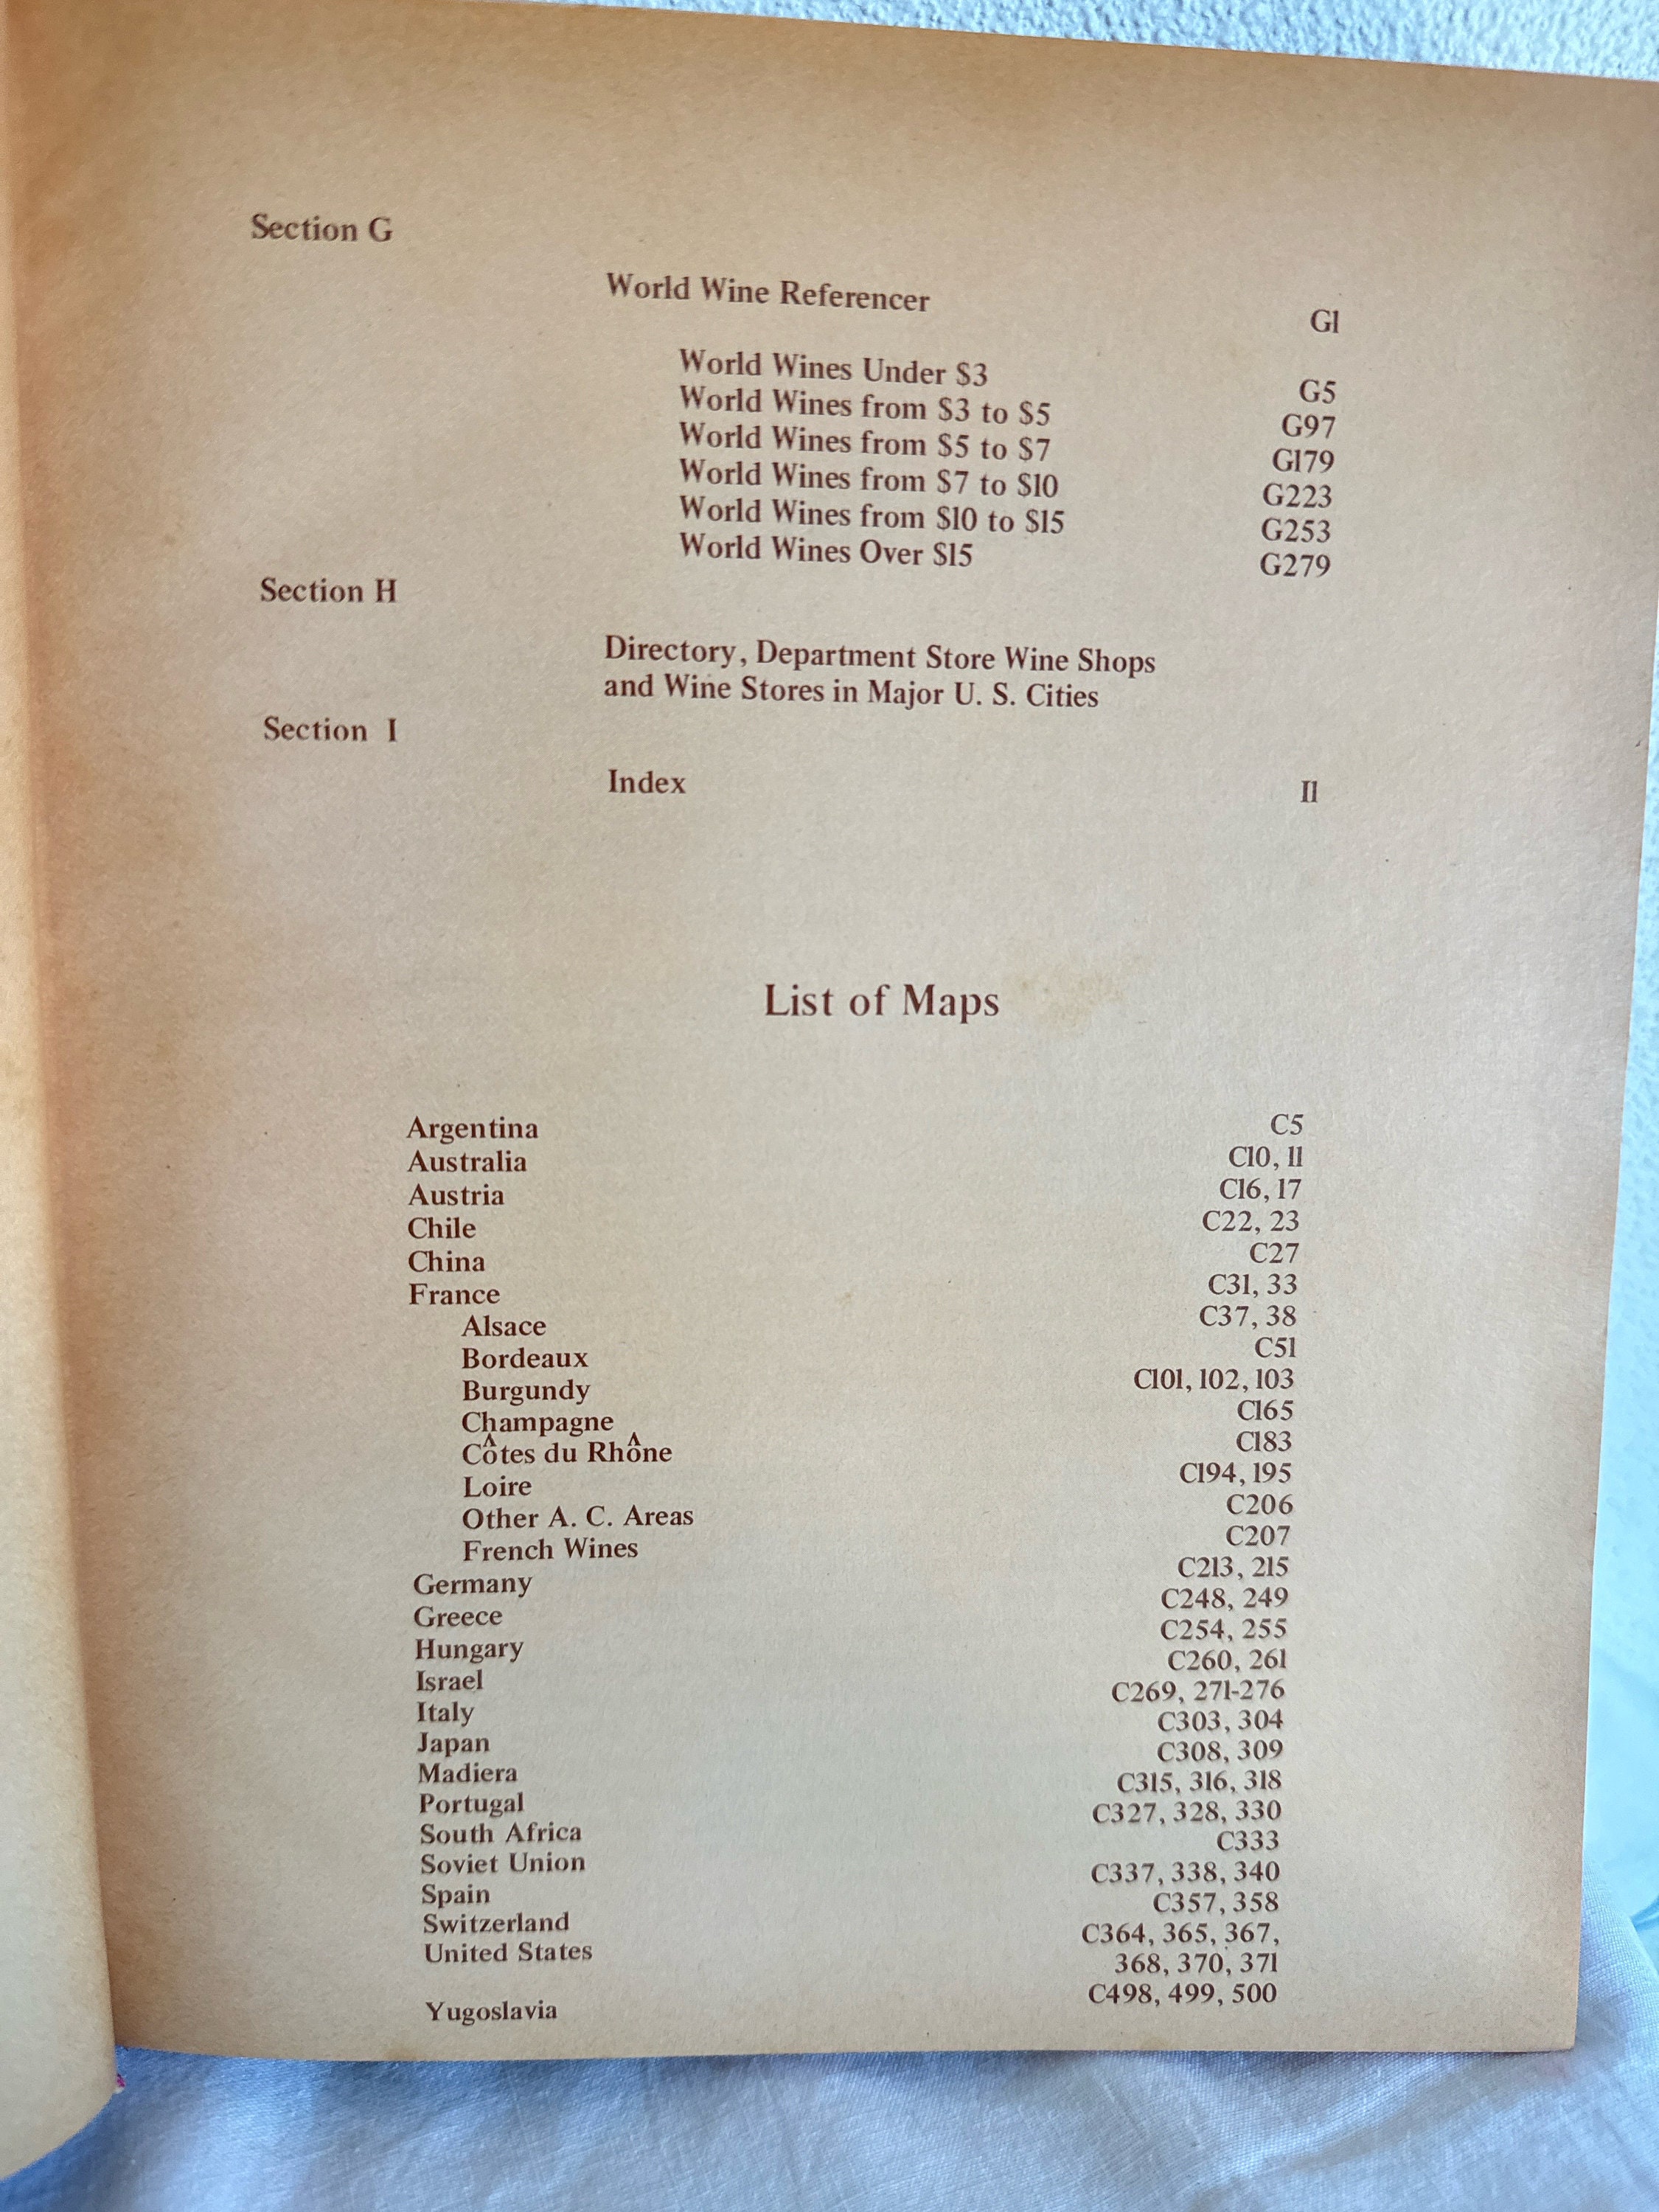 Section G
World Wine Referencer G1
World Wines Under $3 G5
World Wines from $3 to $5 G97
World Wines from $5 to $7 G179
World Wines from $7 to $10 G223
World Wines from $10 to $15 G253
World Wines Over $15 G279
Section H
Directory, Department Store Wine Shops
and Wine Stores in Major U. S. Cities
Section I
Index I1
List of Maps
Argentina C5
Australia C10, 11
Austria C16, 17
Chile C22, 23
China C27
France C31, 33
Alsace C37, 38
Bordeaux C51
Burgundy C101, 102, 103
Champagne C165
Côtes du Rhône C183
Loire C194, 195
Other A. C. Areas C206
French Wines C207
Germany C213, 215
Greece C248, 249
Hungary C254, 255
Israel C260, 261
Italy C269, 271-276
Japan C303, 304
Madiera C308, 309
Portugal C315, 316, 318
South Africa C327, 328, 330
Soviet Union C333
Spain C337, 338, 340
Switzerland C357, 358
United States C364, 365, 367,
368, 370, 371
Yugoslavia C498, 499, 500